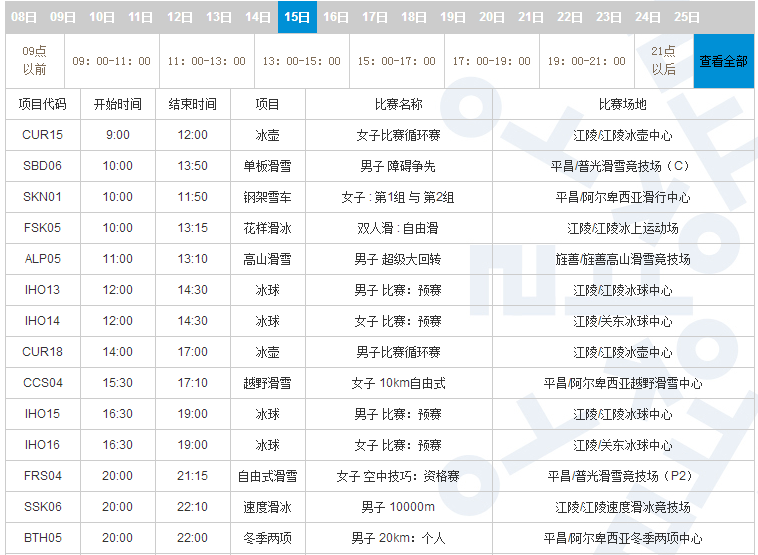 08日 09日 10日 11日 12日 13日 14日 15日 16日 17日 18日 19日 20日 21日 22日 23日 24日 25日
09点以前 09：00-11：00 11：00-13：00 13：00-15：00 15：00-17：00 17：00-19：00 19：00-21：00 21点以后 查看全部
项目代码 开始时间 结束时间 项目 比赛名称 比赛场地
CUR15 9:00 12:00 冰壶 女子比赛循环赛 江陵/江陵冰壶中心
SBD06 10:00 13:50 单板滑雪 男子 障碍争先 平昌/普光滑雪竞技场（C）
SKN01 10:00 11:50 钢架雪车 女子 : 第1组 与 第2组 平昌/阿尔卑西亚滑行中心
FSK05 10:00 13:15 花样滑冰 双人滑 : 自由滑 江陵/江陵冰上运动场
ALP05 11:00 13:10 高山滑雪 男子 超级大回转 旌善/旌善高山滑雪竞技场
IHO13 12:00 14:30 冰球 男子 比赛：预赛 江陵/江陵冰球中心
IHO14 12:00 14:30 冰球 女子 比赛：预赛 江陵/关东冰球中心
CUR18 14:00 17:00 冰壶 男子比赛循环赛 江陵/江陵冰壶中心
CCS04 15:30 17:10 越野滑雪 女子 10km自由式 平昌/阿尔卑西亚越野滑雪中心
IHO15 16:30 19:00 冰球 男子 比赛：预赛 江陵/江陵冰球中心
IHO16 16:30 19:00 冰球 女子 比赛：预赛 江陵/关东冰球中心
FRS04 20:00 21:15 自由式滑雪 女子 空中技巧：资格赛 平昌/普光滑雪竞技场（P2）
SSK06 20:00 22:10 速度滑冰 男子 10000m 江陵/江陵速度滑冰竞技场
BTH05 20:00 22:00 冬季两项 男子 20km：个人 平昌/阿尔卑西亚冬季两项中心